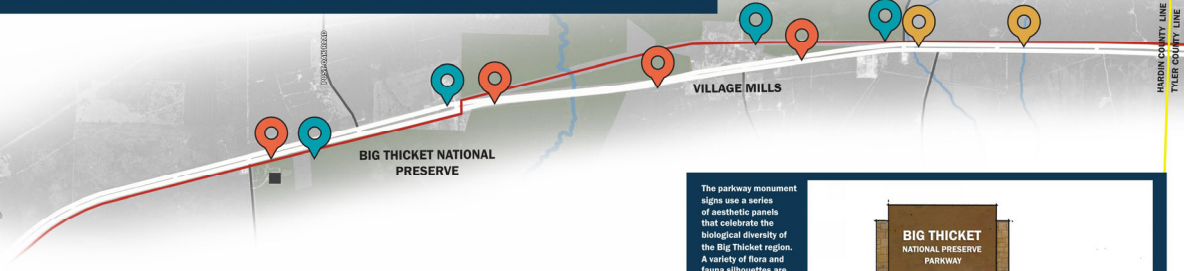 HARDIN COUNTY LINE
TYLER COUNTY LINE
VILLAGE MILLS
BIG THICKET NATIONAL
PRESERVE
The parkway monument
signs use a series
of aesthetic panels
that celebrate the
biological diversity of
the Big Thicket region.
A variety of flora and
fauna silhouettes are
BIG THICKET
NATIONAL PRESERVE
PARKWAY